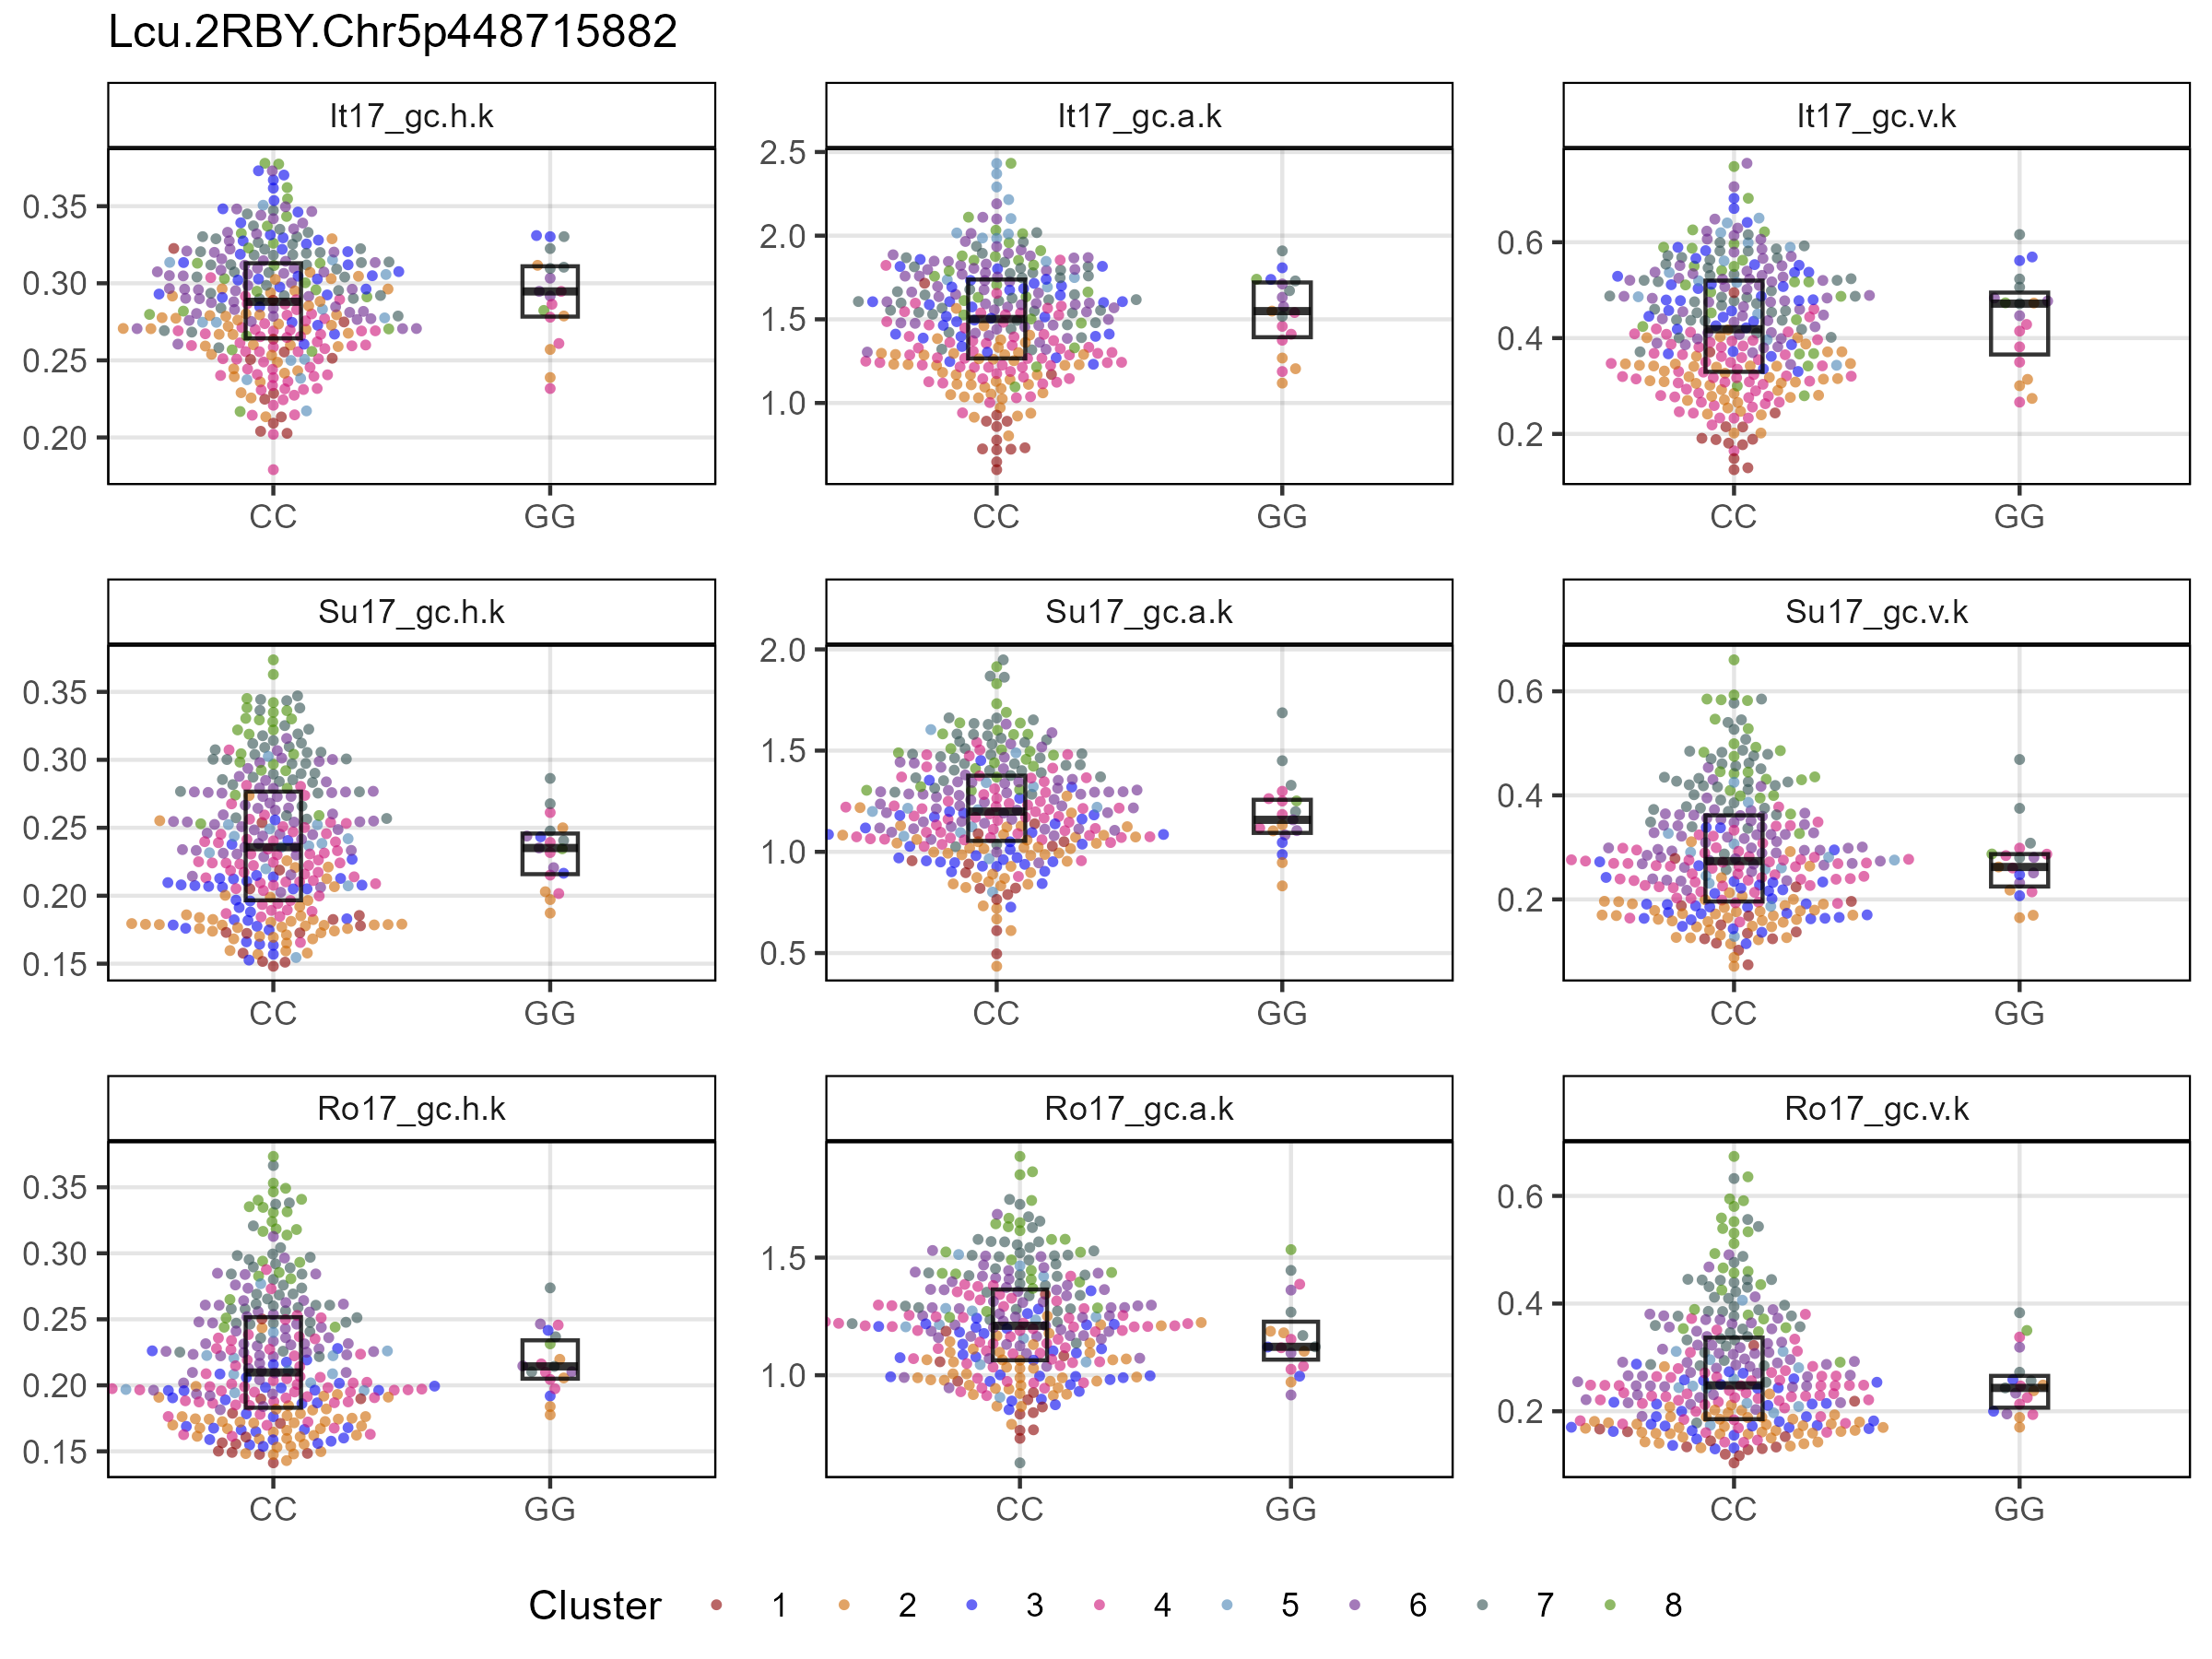 Lcu.2RBY.Chr5p448715882
It17_gc.h.k
It17_gc.a.k
It17_gc.v.k
0.35
0.30
0.25
0.20
2.5
2.0
1.5
1.0
0.6
0.4
0.2
CC GG
CC GG
CC GG
Su17_gc.h.k
Su17_gc.a.k
Su17_gc.v.k
0.35
0.30
0.25
0.20
0.15
2.0
1.5
1.0
0.5
0.6
0.4
0.2
CC GG
CC GG
CC GG
Ro17_gc.h.k
Ro17_gc.a.k
Ro17_gc.v.k
0.35
0.30
0.25
0.20
0.15
1.5
1.0
0.6
0.4
0.2
CC GG
CC GG
CC GG
Cluster 1 2 3 4 5 6 7 8